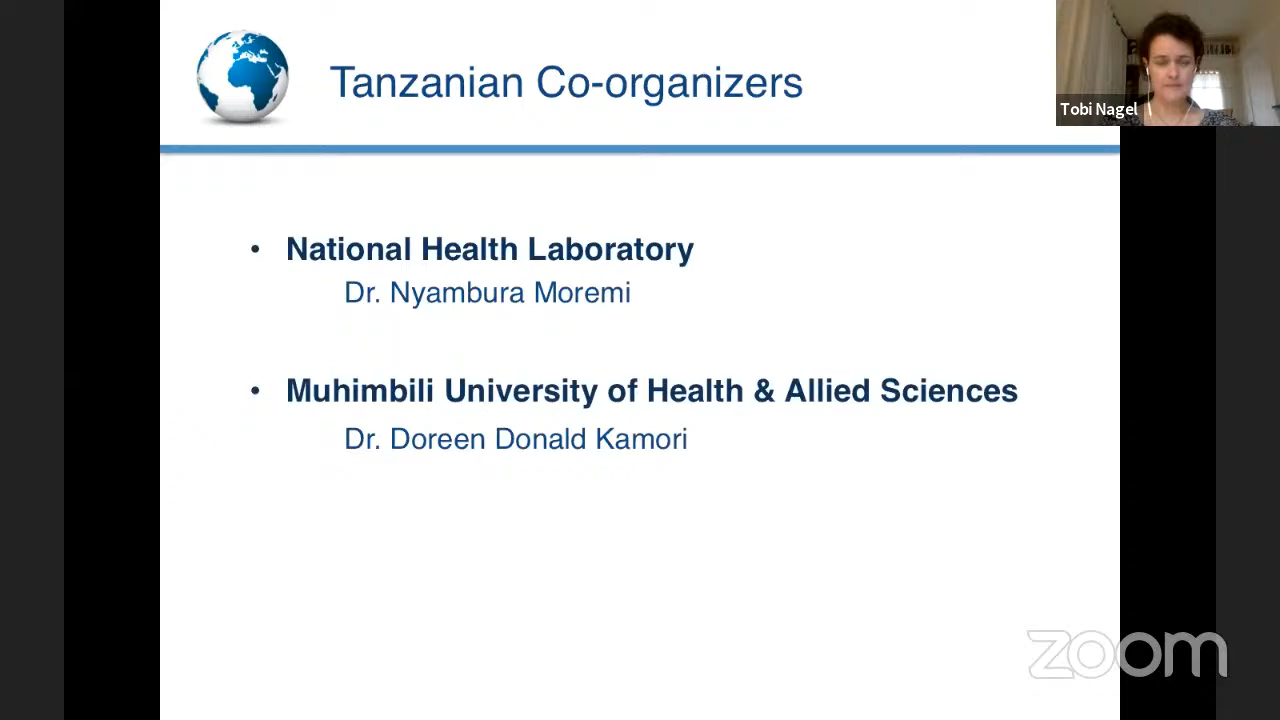 Tanzanian Co-organizers
Tobi Nagel
• National Health Laboratory
Dr. Nyambura Moremi
• Muhimbili University of Health & Allied Sciences
Dr. Doreen Donald Kamori
zoom